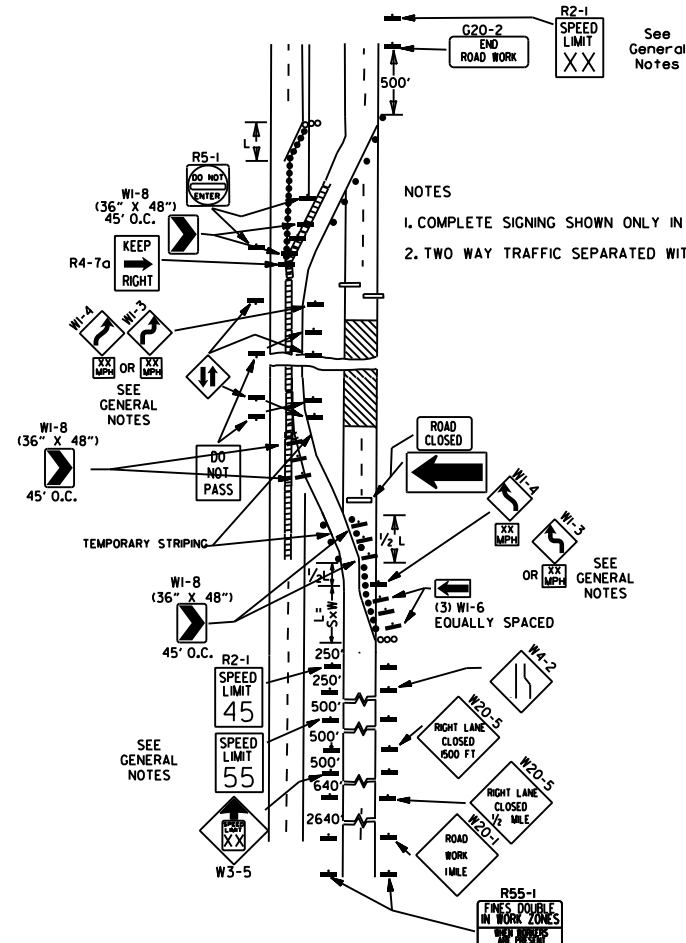 R2-1
SPEED
LIMIT
XX
See
General
Notes
G20-2
END
ROAD WORK
500'
L
R5-1
DO NOT
ENTER
W1-8
(36" X 48")
45' O.C.
KEEP
RIGHT
R4-7a
NOTES
1. COMPLETE SIGNING SHOWN ONLY IN
2. TWO WAY TRAFFIC SEPARATED WIT
W1-4
W1-3
XX
MPH
OR
XX
MPH
SEE
GENERAL
NOTES
W1-8
(36" X 48")
45' O.C.
DO
NOT
PASS
ROAD
CLOSED
W1-4
XX
MPH
W1-3
OR
XX
MPH
SEE
GENERAL
NOTES
TEMPORARY STRIPING
1/2 L
1/2L
L=
SXW
W1-8
(36" X 48")
45' O.C.
(3) W1-6
EQUALLY SPACED
250'
R2-1
SPEED
LIMIT
45
250'
W4-2
500'
SPEED
LIMIT
55
500'
W20-5
RIGHT LANE
CLOSED
1500 FT
SEE
GENERAL
NOTES
500'
640'
W20-5
RIGHT LANE
CLOSED
1/2 MILE
SPEED
LIMIT
XX
W3-5
2640'
W20-1
ROAD
WORK
1 MILE
R55-1
FINES DOUBLE
IN WORK ZONES
WHEN WORKERS
ARE PRESENT